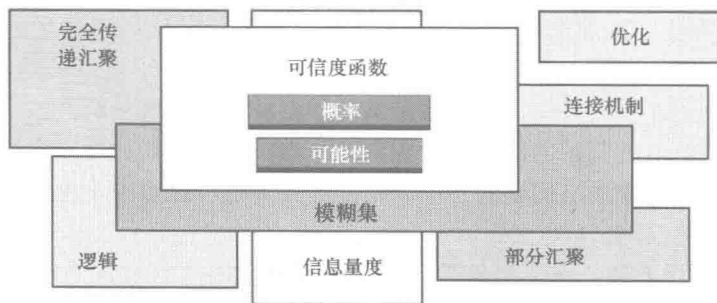 完全传
递汇聚
优化
可信度函数
概率
连接机制
可能性
模糊集
逻辑
信息量度
部分汇聚